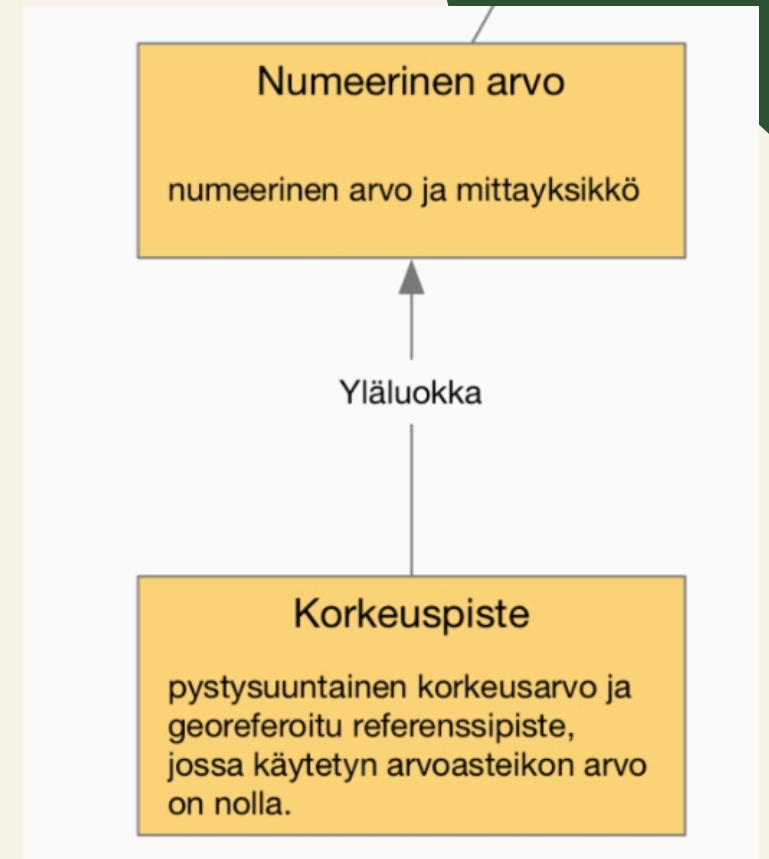 Numeerinen arvo
numeerinen arvo ja mittayksikkö
Yläluokka
Korkeuspiste
pystysuuntainen korkeusarvo ja
georeferoitu referenssipiste,
jossa käytetyn arvoasteikon arvo
on nolla.